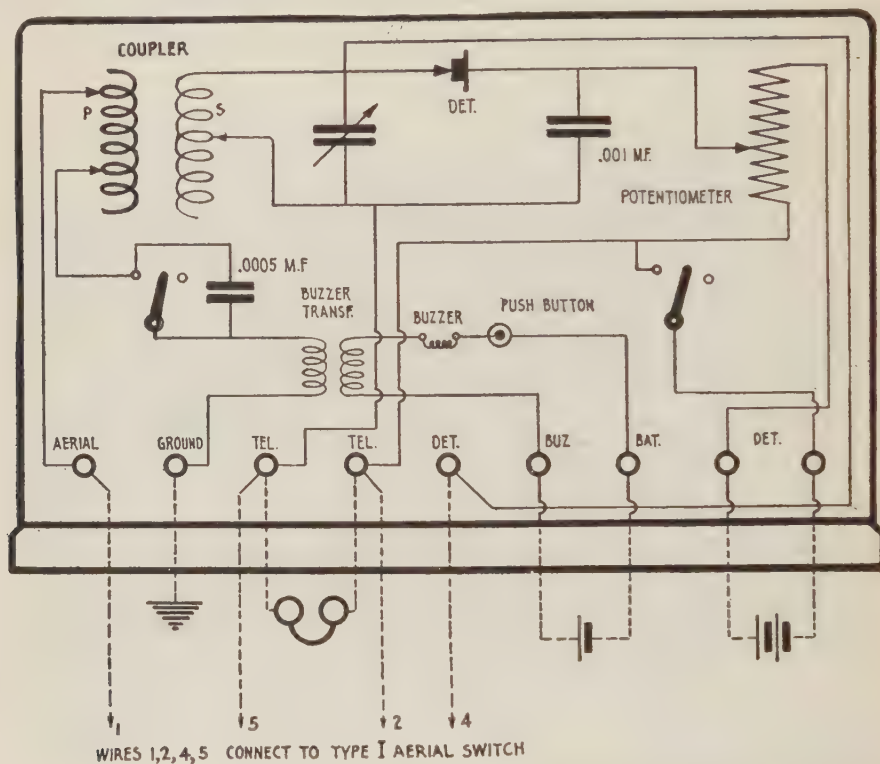 COUPLER
P
S
DET.
.001 M.F.
POTENTIOMETER
.0005 M.F
BUZZER
TRANSF.
BUZZER
PUSH BUTTON
AERIAL
GROUND
TEL.
TEL.
DET.
BUZ
BAT.
DET.
1
5
2
4
WIRES 1,2,4,5 CONNECT TO TYPE I AERIAL SWITCH